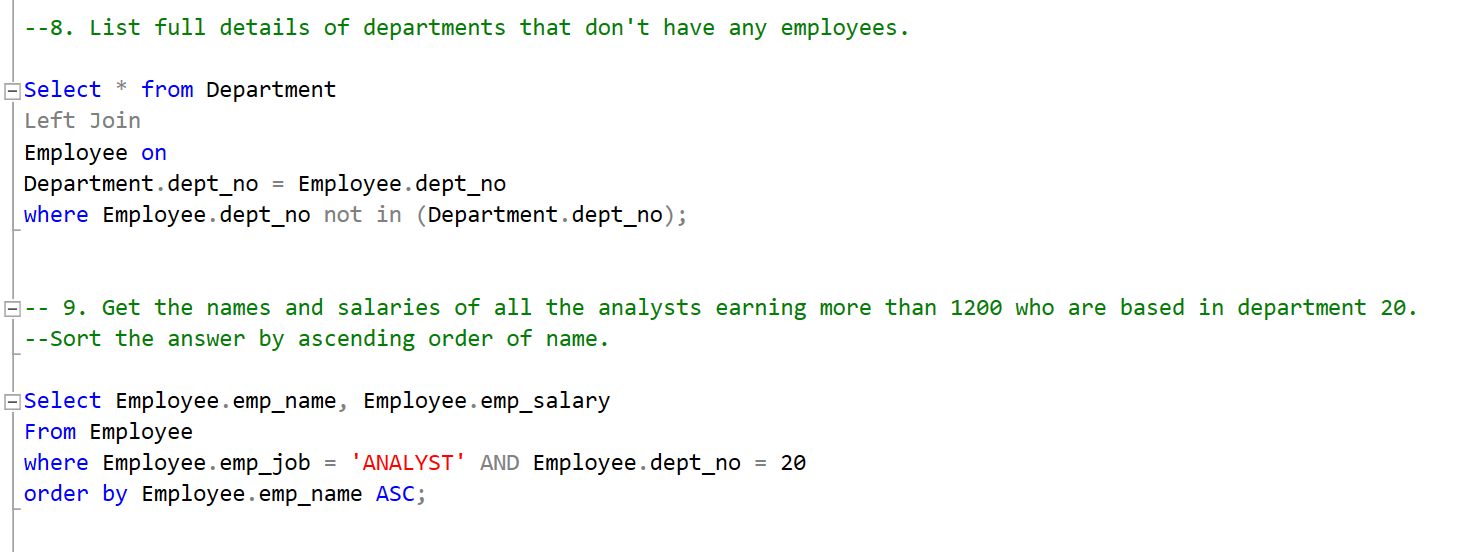 --8. List full details of departments that don't have any employees.
Select * from Department
Left Join
Employee on
Department.dept_no = Employee.dept_no
where Employee.dept_no not in (Department.dept_no);
-- 9. Get the names and salaries of all the analysts earning more than 1200 who are based in department 20.
--Sort the answer by ascending order of name.
Select Employee.emp_name, Employee.emp_salary
From Employee
where Employee.emp_job = 'ANALYST' AND Employee.dept_no = 20
order by Employee.emp_name ASC;